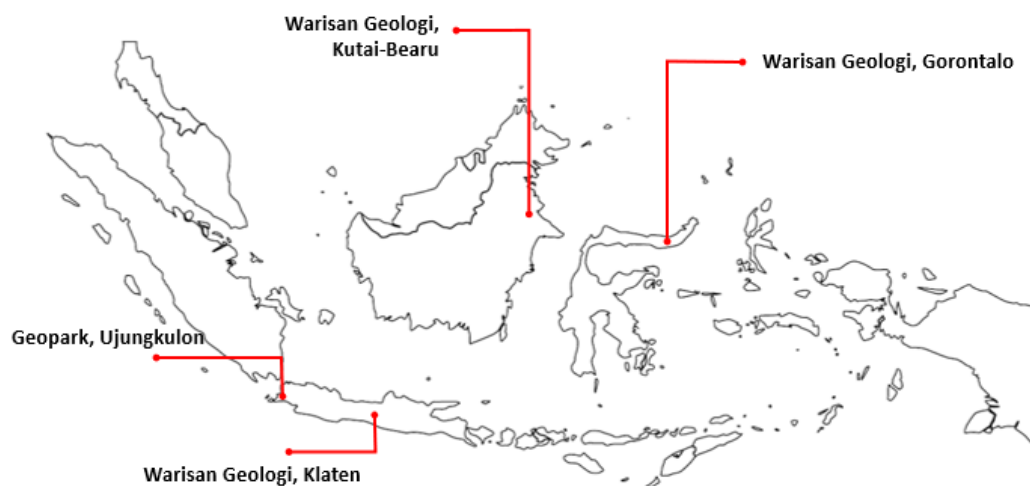 Warisan Geologi,
Kutai-Bearu
Warisan Geologi, Gorontalo
Geopark, Ujungkulon
Warisan Geologi, Klaten